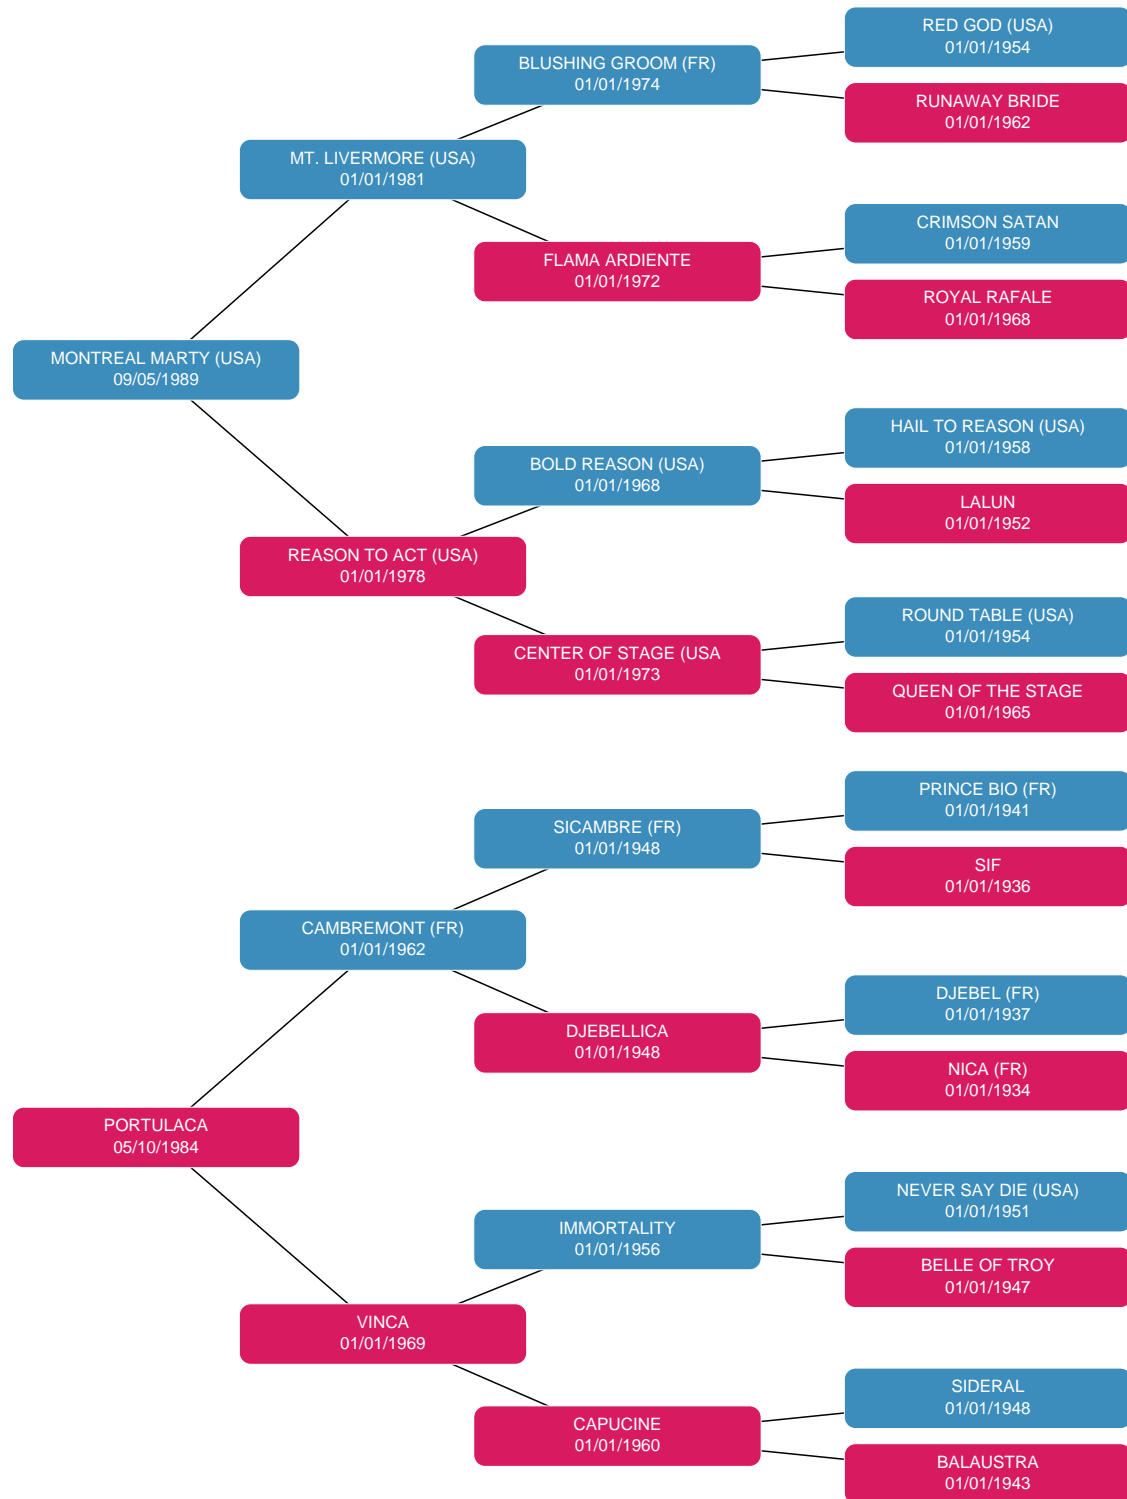 RED GOD (USA)
01/01/1954
BLUSHING GROOM (FR)
01/01/1974
RUNAWAY BRIDE
01/01/1962
MT. LIVERMORE (USA)
01/01/1981
CRIMSON SATAN
01/01/1959
FLAMA ARDIENTE
01/01/1972
ROYAL RAFALE
01/01/1968
MONTREAL MARTY (USA)
09/05/1989
HAIL TO REASON (USA)
01/01/1958
BOLD REASON (USA)
01/01/1968
LALUN
01/01/1952
REASON TO ACT (USA)
01/01/1978
ROUND TABLE (USA)
01/01/1954
CENTER OF STAGE (USA
01/01/1973
QUEEN OF THE STAGE
01/01/1965
PRINCE BIO (FR)
01/01/1941
SICAMBRE (FR)
01/01/1948
SIF
01/01/1936
CAMBREMONT (FR)
01/01/1962
DJEBEL (FR)
01/01/1937
DJEBELLICA
01/01/1948
NICA (FR)
01/01/1934
PORTULACA
05/10/1984
NEVER SAY DIE (USA)
01/01/1951
IMMORTALITY
01/01/1956
BELLE OF TROY
01/01/1947
VINCA
01/01/1969
SIDERAL
01/01/1948
CAPUCINE
01/01/1960
BALAUSTRA
01/01/1943